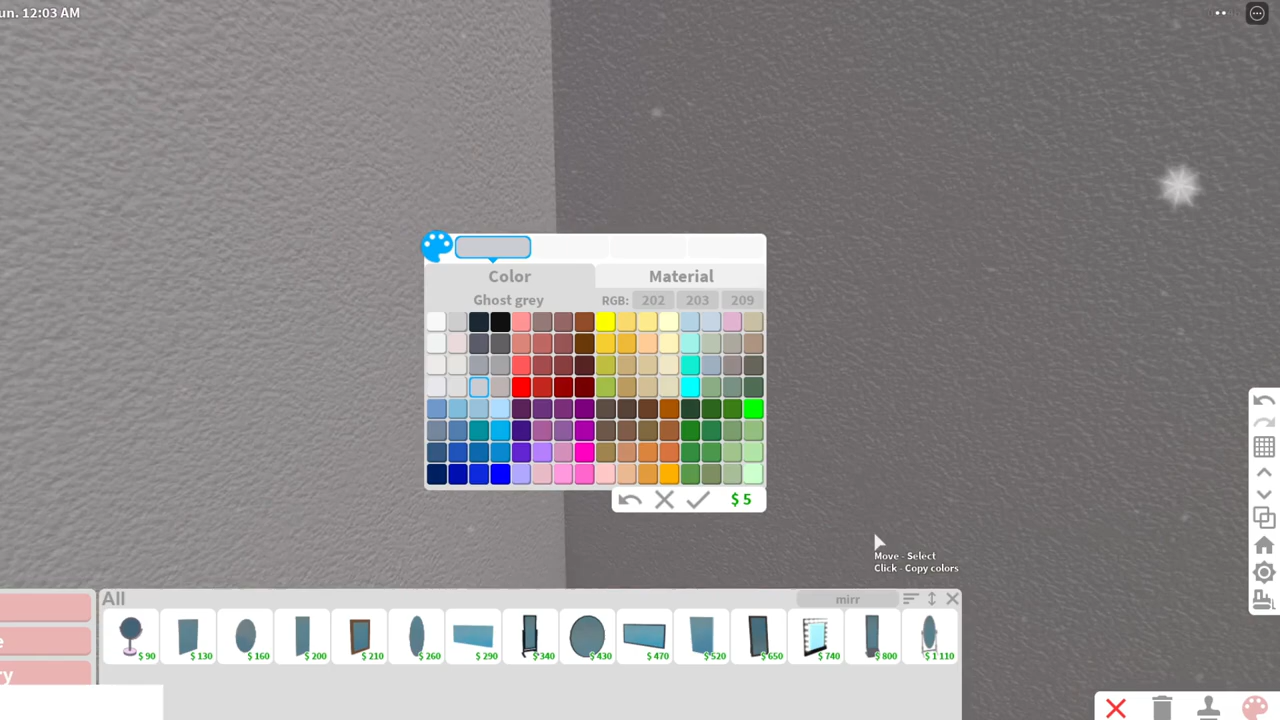 un. 12:03 AM
Color
Material
Ghost grey
RGB: 202 203 209
$ 5
Move - Select
Click - Copy colors
All
mirr
$ 90
$ 130
$ 160
$ 200
$ 210
$ 260
$ 290
$ 340
$ 430
$ 470
$ 520
$ 650
$ 740
$ 800
$ 1 110
e
ry